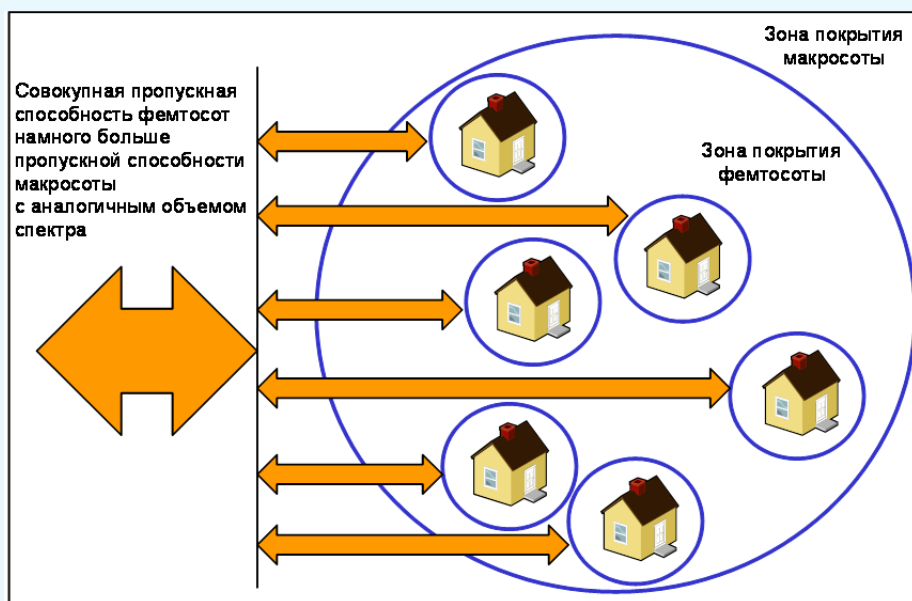 Зона покрытия
макросоты
Совокупная пропускная
способность фемтосот
намного больше
пропускной способности
макросоты
с аналогичным объемом
спектра
Зона покрытия
фемтосоты